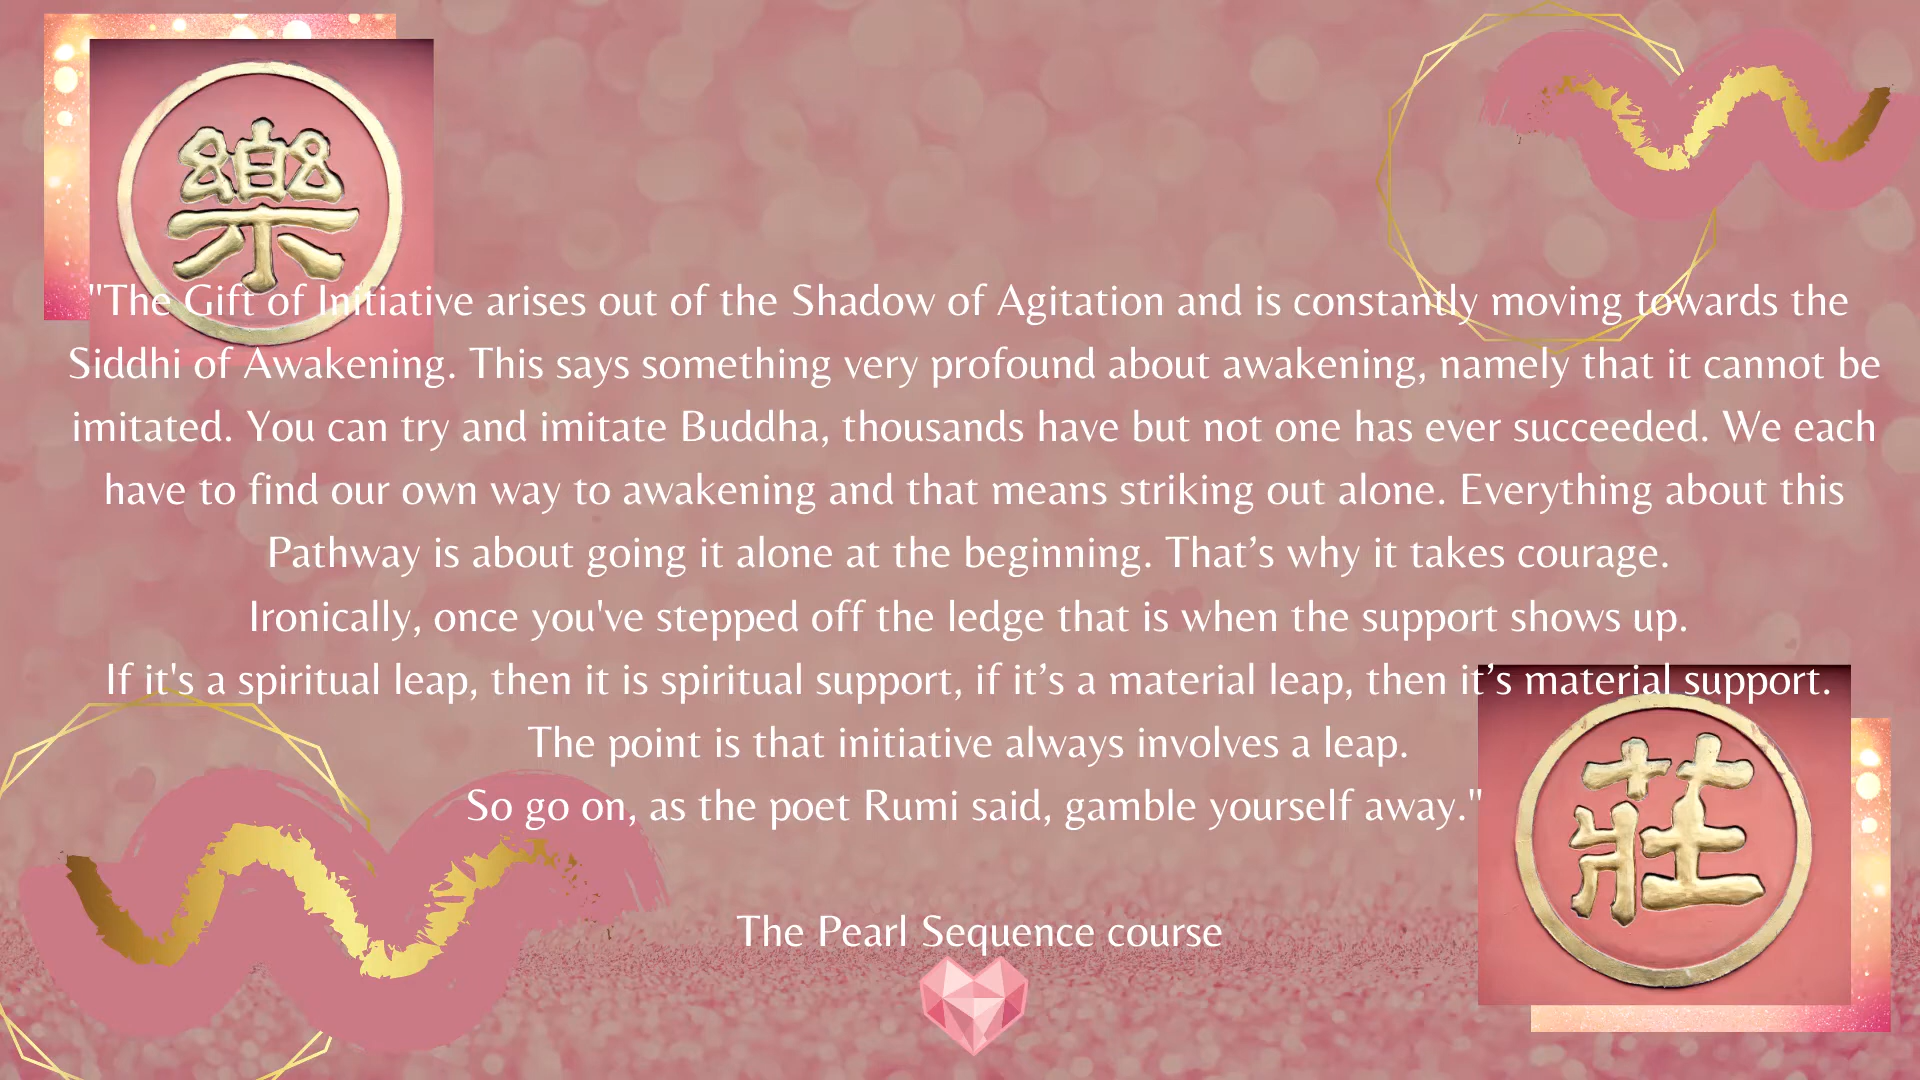 樂
"The Gift of Initiative arises out of the Shadow of Agitation and is constantly moving towards the
Siddhi of Awakening. This says something very profound about awakening, namely that it cannot be
imitated. You can try and imitate Buddha, thousands have but not one has ever succeeded. We each
have to find our own way to awakening and that means striking out alone. Everything about this
Pathway is about going it alone at the beginning. That’s why it takes courage.
Ironically, once you've stepped off the ledge that is when the support shows up.
If it's a spiritual leap, then it is spiritual support, if it’s a material leap, then it’s material support.
The point is that initiative always involves a leap.
So go on, as the poet Rumi said, gamble yourself away."
莊
The Pearl Sequence course